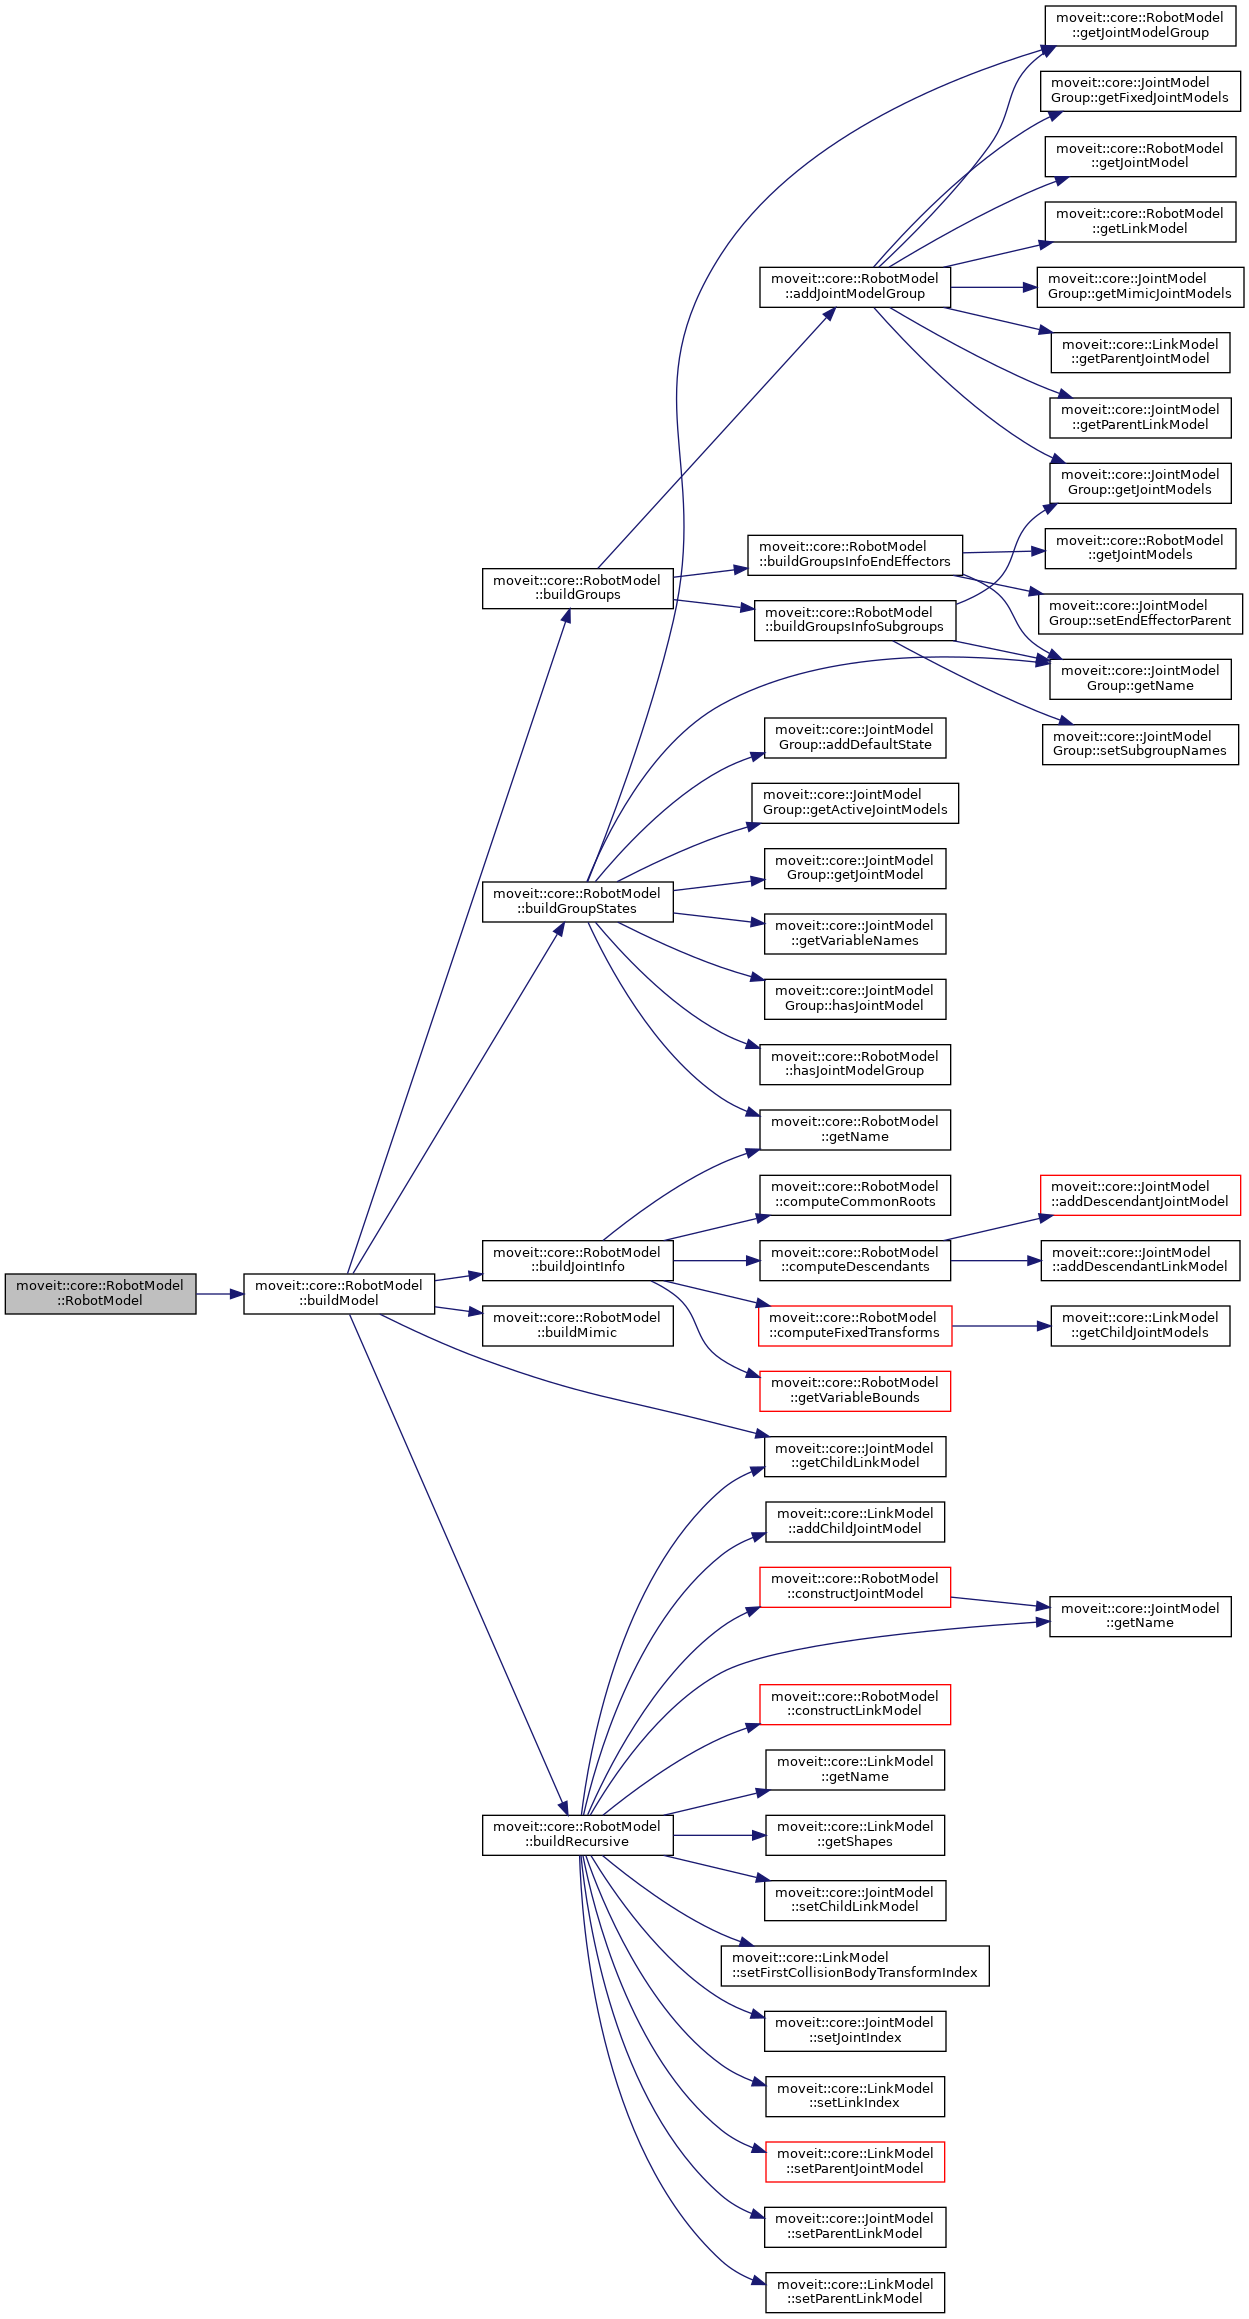 moveit::core::RobotModel
::RobotModel
moveit::core::RobotModel
::buildModel
moveit::core::RobotModel
::buildGroups
moveit::core::RobotModel
::buildGroupStates
moveit::core::RobotModel
::buildJointInfo
moveit::core::RobotModel
::buildMimic
moveit::core::RobotModel
::buildRecursive
moveit::core::RobotModel
::addJointModelGroup
moveit::core::RobotModel
::buildGroupsInfoEndEffectors
moveit::core::RobotModel
::buildGroupsInfoSubgroups
moveit::core::JointModel
Group::addDefaultState
moveit::core::JointModel
Group::getActiveJointModels
moveit::core::JointModel
Group::getJointModel
moveit::core::JointModel
::getVariableNames
moveit::core::JointModel
Group::hasJointModel
moveit::core::RobotModel
::hasJointModelGroup
moveit::core::RobotModel
::getName
moveit::core::RobotModel
::computeCommonRoots
moveit::core::RobotModel
::computeDescendants
moveit::core::RobotModel
::computeFixedTransforms
moveit::core::RobotModel
::getVariableBounds
moveit::core::JointModel
::getChildLinkModel
moveit::core::LinkModel
::addChildJointModel
moveit::core::RobotModel
::constructJointModel
moveit::core::RobotModel
::constructLinkModel
moveit::core::LinkModel
::getName
moveit::core::LinkModel
::getShapes
moveit::core::JointModel
::setChildLinkModel
moveit::core::LinkModel
::setFirstCollisionBodyTransformIndex
moveit::core::JointModel
::setJointIndex
moveit::core::LinkModel
::setLinkIndex
moveit::core::LinkModel
::setParentJointModel
moveit::core::JointModel
::setParentLinkModel
moveit::core::LinkModel
::setParentLinkModel
moveit::core::RobotModel
::getJointModelGroup
moveit::core::JointModel
Group::getFixedJointModels
moveit::core::RobotModel
::getJointModel
moveit::core::RobotModel
::getLinkModel
moveit::core::JointModel
Group::getMimicJointModels
moveit::core::LinkModel
::getParentJointModel
moveit::core::JointModel
::getParentLinkModel
moveit::core::JointModel
Group::getJointModels
moveit::core::RobotModel
::getJointModels
moveit::core::JointModel
Group::setEndEffectorParent
moveit::core::JointModel
Group::getName
moveit::core::JointModel
Group::setSubgroupNames
moveit::core::JointModel
::addDescendantJointModel
moveit::core::JointModel
::addDescendantLinkModel
moveit::core::LinkModel
::getChildJointModels
moveit::core::JointModel
::getName